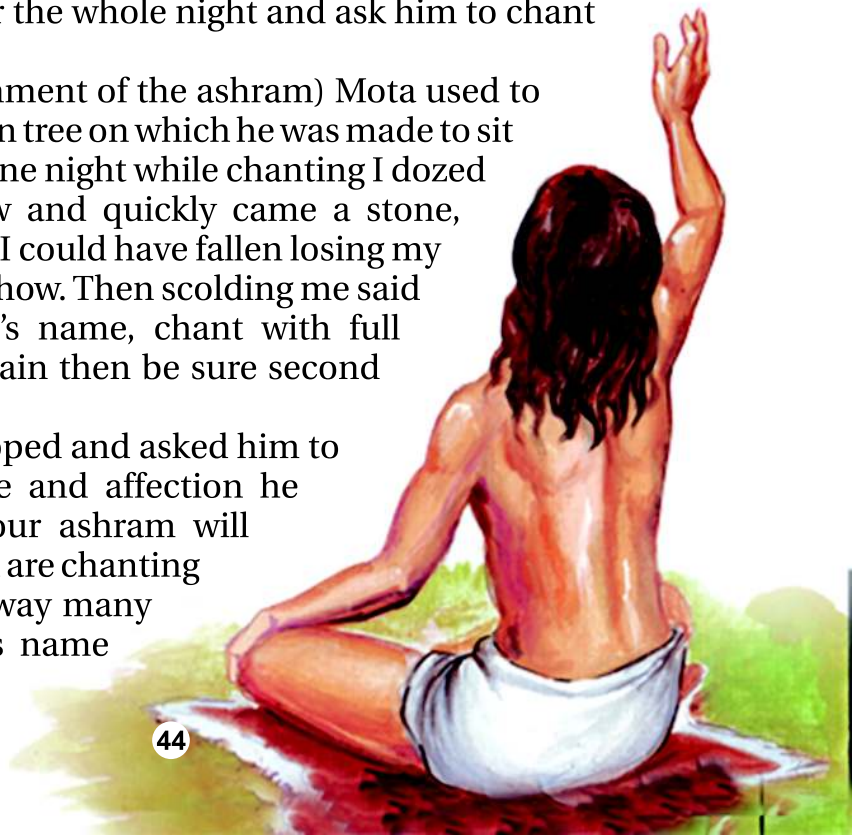 the whole night and ask him to chant
ment of the ashram) Mota used to
n tree on which he was made to sit
ne night while chanting I dozed
and quickly came a stone,
I could have fallen losing my
how. Then scolding me said
's name, chant with full
ain then be sure second
pped and asked him to
e and affection he
our ashram will
are chanting
way many
s name
44